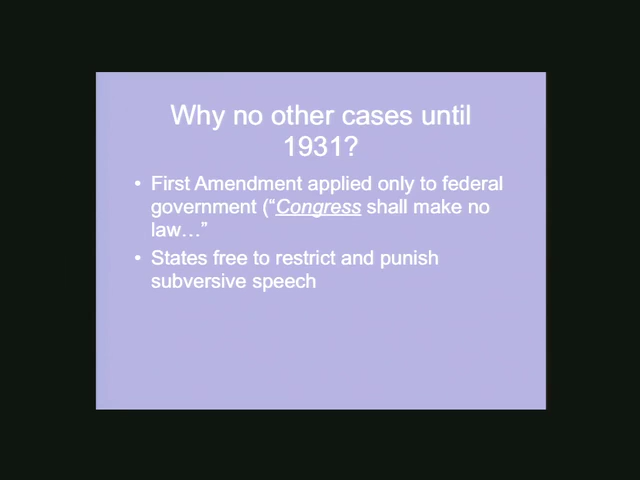 Why no other cases until
1931?
• First Amendment applied only to federal
government (“Congress shall make no
law…”
• States free to restrict and punish
subversive speech